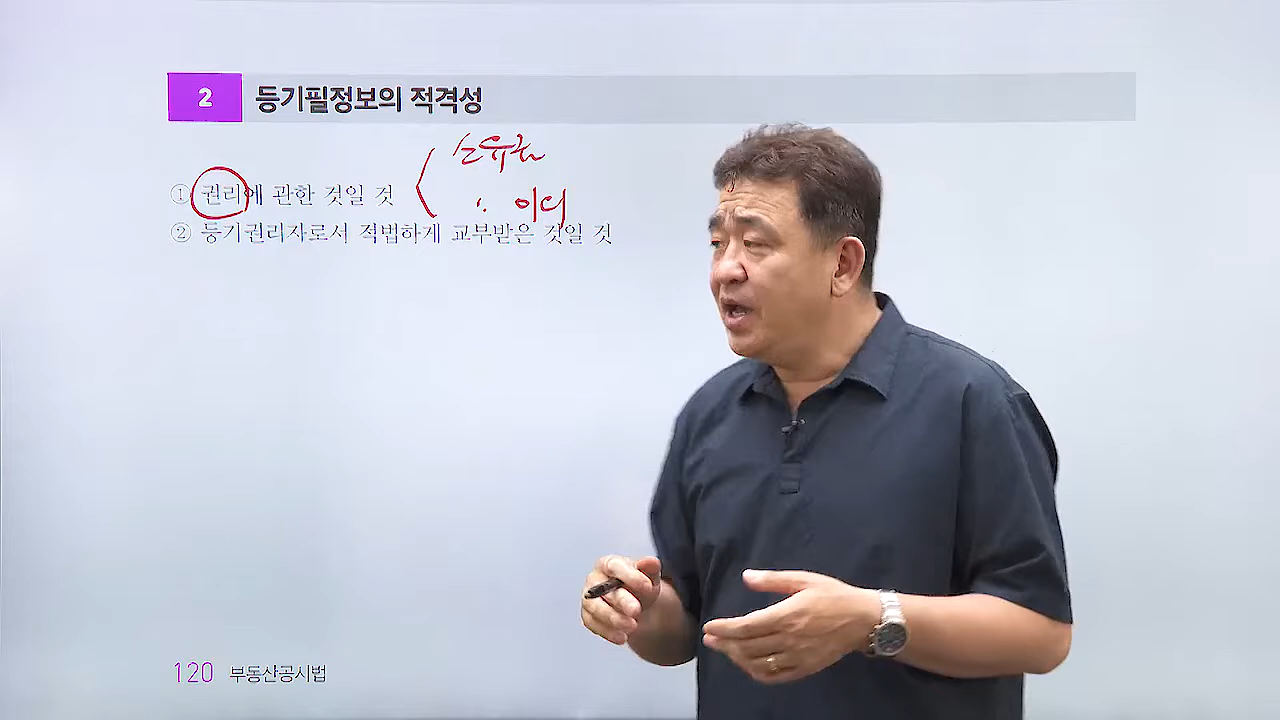 2 등기필정보의 적격성
소유권
① 권리에 관한 것일 것
② 등기권리자로서 적법하게 교부받은 것일 것
120 부동산공시법